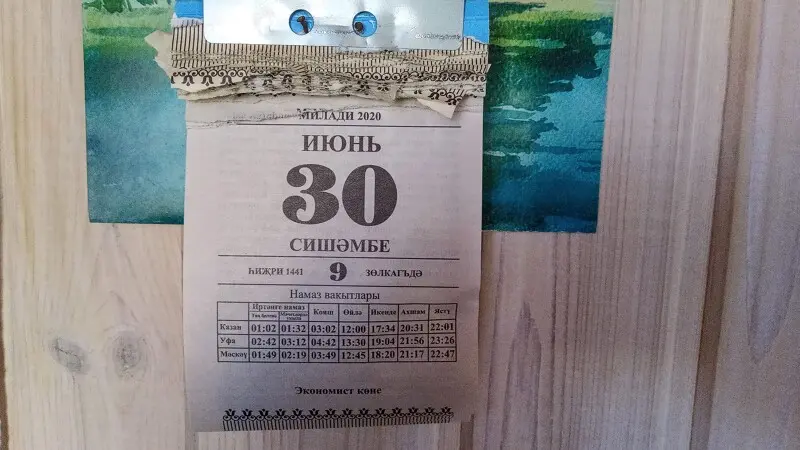 МИЛАДИ 2020
ИЮНЬ
30
СИШӘМБЕ
ҺИҖРИ 1441 9 ЗӨЛКАГЪДӘ
Намаз вакытлары
Иртәнге намаз Кояш Өйлә Икенде Ахшам Ястү
Казан 01:02 01:32 03:02 12:00 17:34 20:31 22:01
Уфа 02:42 03:12 04:42 13:30 19:04 21:56 23:26
Мәскәү 01:49 02:19 03:49 12:45 18:20 21:17 22:47
Экономист көне